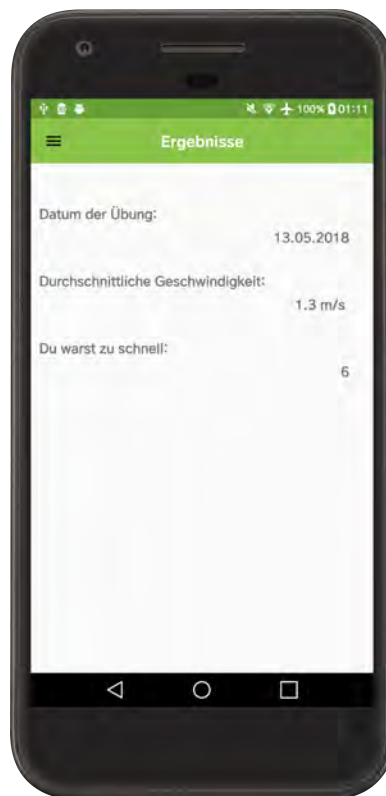 100% 01:11
Ergebnisse
Datum der Übung:
13.05.2018
Durchschnittliche Geschwindigkeit:
1.3 m/s
Du warst zu schnell:
6